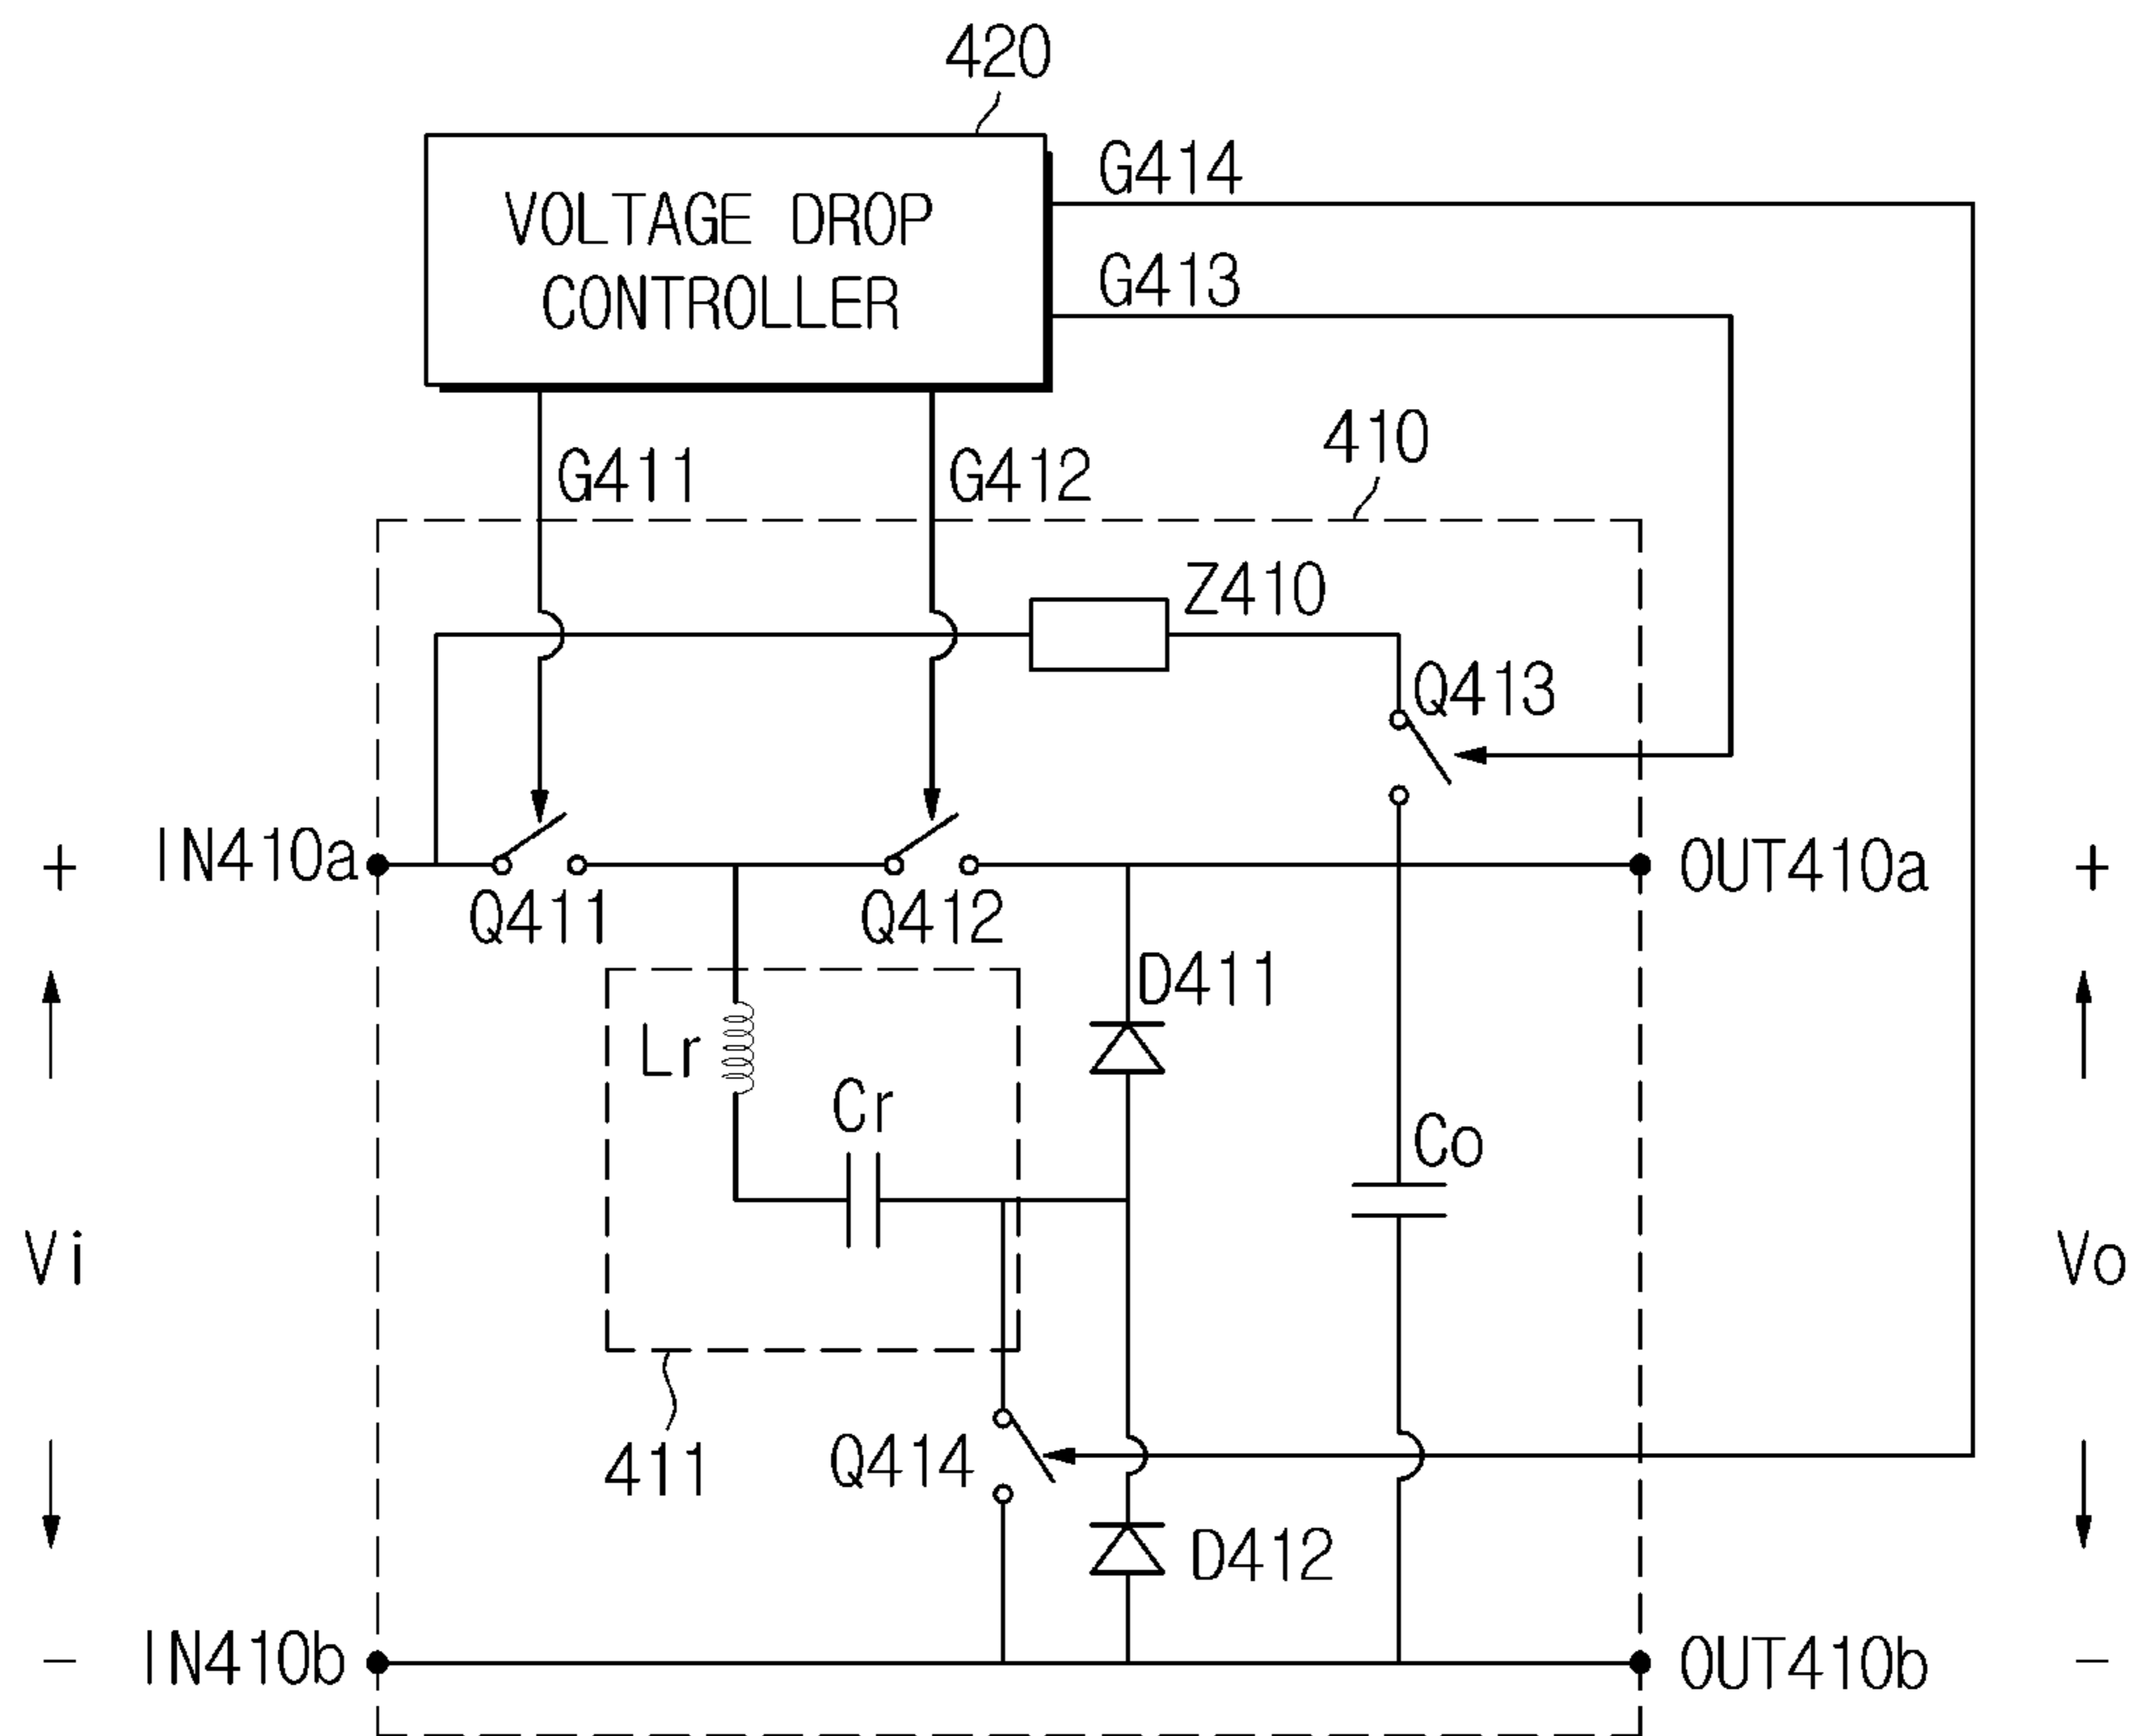 420
VOLTAGE DROP
CONTROLLER
G414
G413
G411
G412
410
Z410
Q413
+
IN410a
Q411
Q412
OUT410a
+
D411
Lr
Cr
Co
Vi
Vo
411
Q414
D412
-
IN410b
OUT410b
-